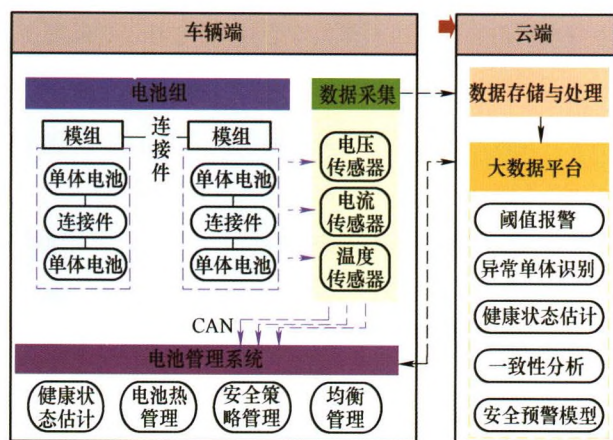 车辆端
云端
电池组
数据采集
数据存储与处理
模组
连接件
模组
单体电池
连接件
单体电池
单体电池
连接件
单体电池
电压
传感器
电流
传感器
温度
传感器
大数据平台
阈值报警
异常单体识别
健康状态估计
一致性分析
安全预警模型
CAN
电池管理系统
健康状
态估计
电池热
管理
安全策
略管理
均衡
管理